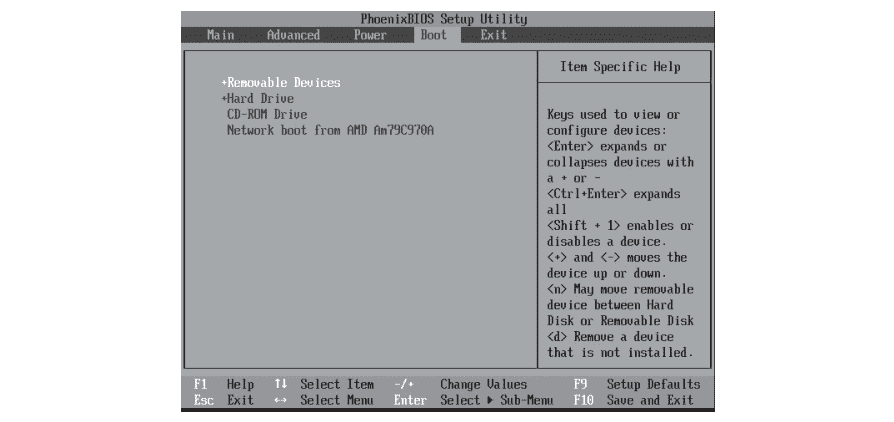 PhoenixBIOS Setup Utility
Main Advanced Power Boot Exit
+Removable Devices
+Hard Drive
CD-ROM Drive
Network boot from AMD Am79C970A
Item Specific Help
Keys used to view or
configure devices:
<Enter> expands or
collapses devices with
a + or -
<Ctrl+Enter> expands
all
<Shift + 1> enables or
disables a device.
<+> and <-> moves the
device up or down.
<n> May move removable
device between Hard
Disk or Removable Disk
<d> Remove a device
that is not installed.
F1 Help ↑↓ Select Item -/+ Change Values F9 Setup Defaults
Esc Exit ↔ Select Menu Enter Select ▶ Sub-Menu F10 Save and Exit